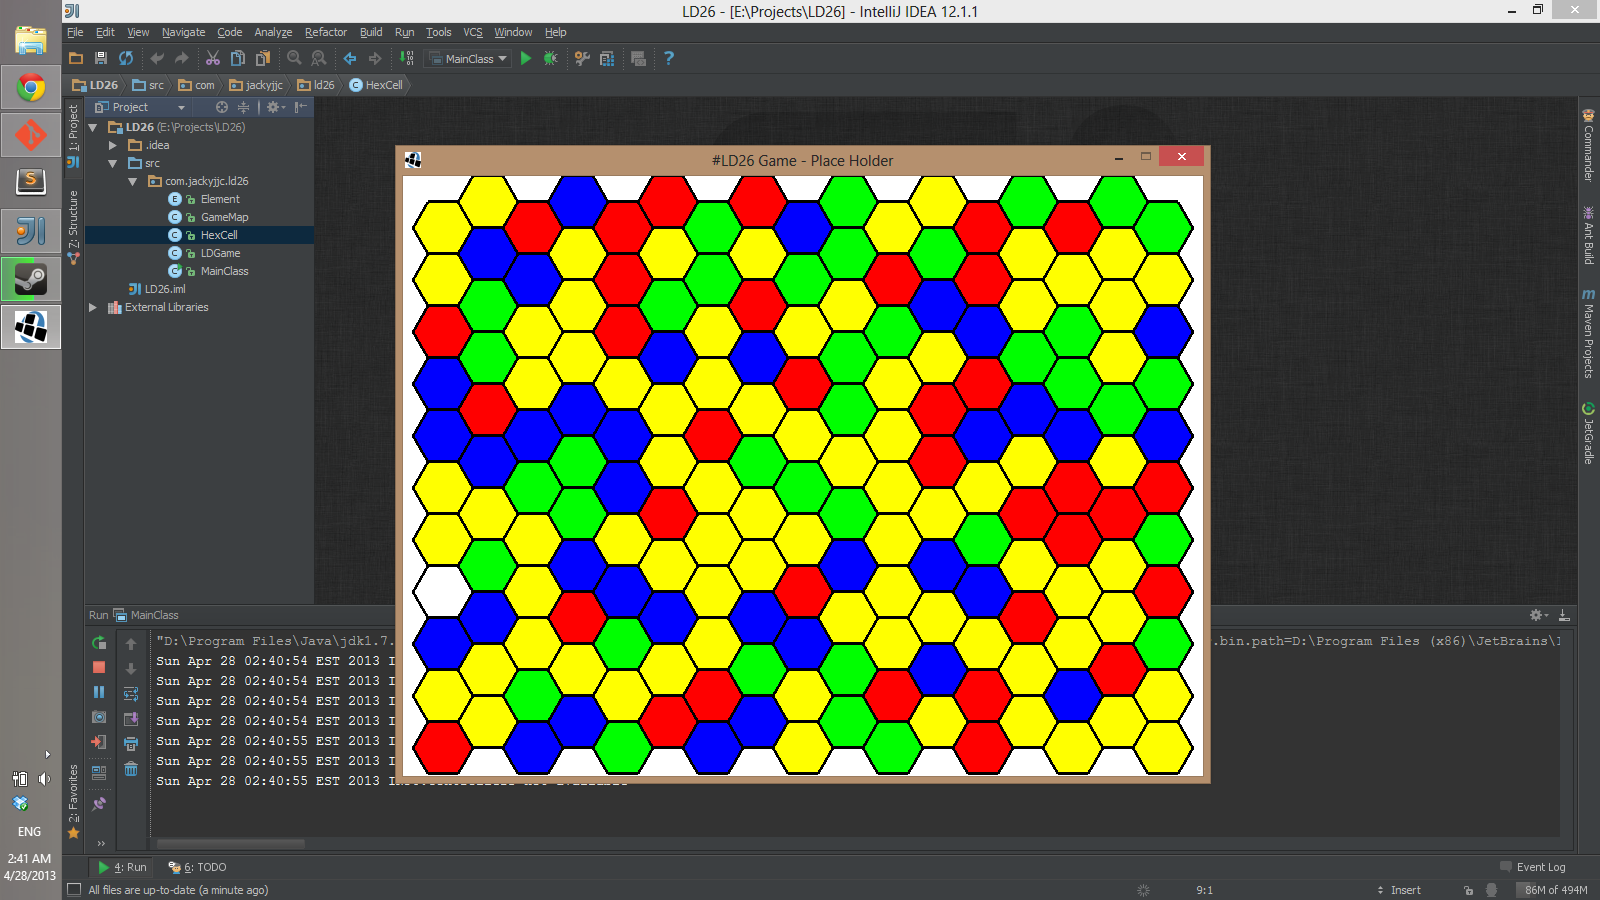 LD26 - [E:\Projects\LD26] - IntelliJ IDEA 12.1.1
File Edit View Navigate Code Analyze Refactor Build Run Tools VCS Window Help
MainClass
LD26 src com jackyjjc ld26 HexCell
1: Project
Z: Structure
2: Favorites
Project
LD26 (E:\Projects\LD26)
.idea
src
com.jackyjjc.ld26
Element
GameMap
HexCell
LDGame
MainClass
LD26.iml
External Libraries
#LD26 Game - Place Holder
Commander
Ant Build
Maven Projects
JetGradle
Run MainClass
"D:\Program Files\Java\jdk1.7. .bin.path=D:\Program Files (x86)\JetBrains\I
Sun Apr 28 02:40:54 EST 2013 I
Sun Apr 28 02:40:54 EST 2013 I
Sun Apr 28 02:40:54 EST 2013 I
Sun Apr 28 02:40:54 EST 2013 I
Sun Apr 28 02:40:55 EST 2013 I
Sun Apr 28 02:40:55 EST 2013 I
Sun Apr 28 02:40:55 EST 2013
4: Run 6: TODO Event Log
All files are up-to-date (a minute ago) 9:1 Insert 86M of 494M
ENG
2:41 AM
4/28/2013